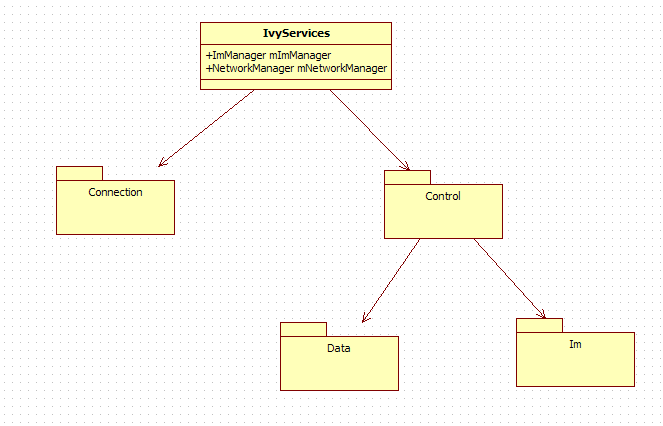 IvyServices
+ImManager mImManager
+NetworkManager mNetworkManager
Connection
Control
Data
Im